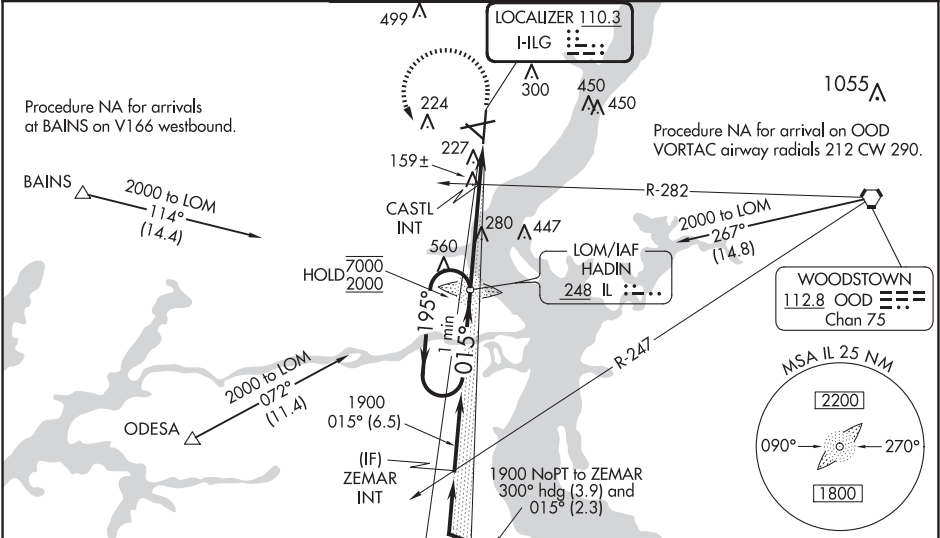 499
LOCALIZER 110.3
I-ILG
300
450
450
1055
224
Procedure NA for arrivals
at BAINS on V166 westbound.
Procedure NA for arrival on OOD
VORTAC airway radials 212 CW 290.
227
159±
BAINS
2000 to LOM
114°
(14.4)
CASTL
INT
R-282
2000 to LOM
267°
(14.8)
280
447
560
LOM/IAF
HADIN
248 IL
HOLD 7000
2000
WOODSTOWN
112.8 OOD
Chan 75
195°
1 min
015°
R-247
MSA IL 25 NM
2200
090°
270°
1800
2000 to LOM
072°
(11.4)
ODESA
1900
015° (6.5)
(IF)
ZEMAR
INT
1900 NoPT to ZEMAR
300° hdg (3.9) and
015° (2.3)